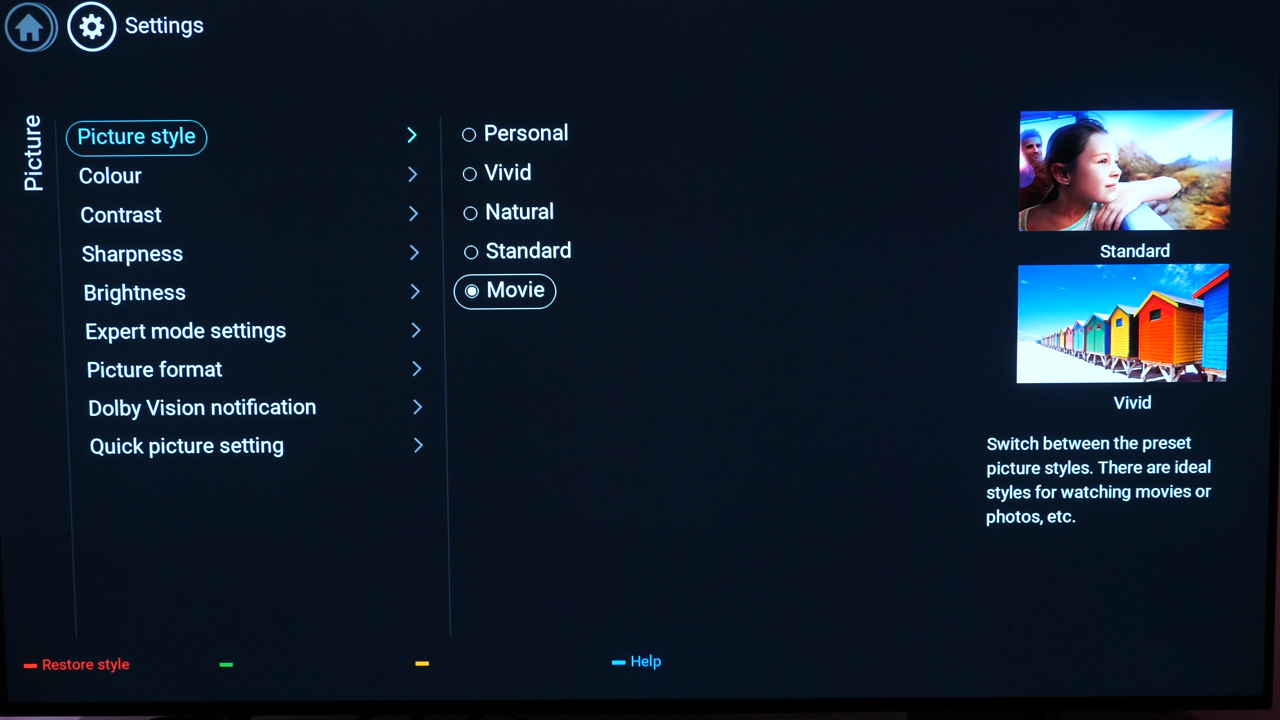 Settings
Picture
Picture style
Colour
Contrast
Sharpness
Brightness
Expert mode settings
Picture format
Dolby Vision notification
Quick picture setting
Personal
Vivid
Natural
Standard
Movie
Standard
Vivid
Switch between the preset
picture styles. There are ideal
styles for watching movies or
photos, etc.
Restore style
Help